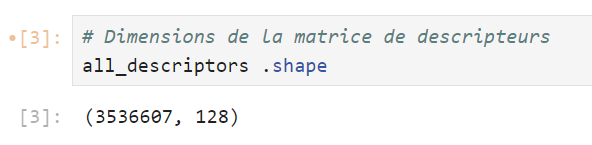 [3]: # Dimensions de la matrice de descripteurs
all_descriptors .shape
[3]: (3536607, 128)